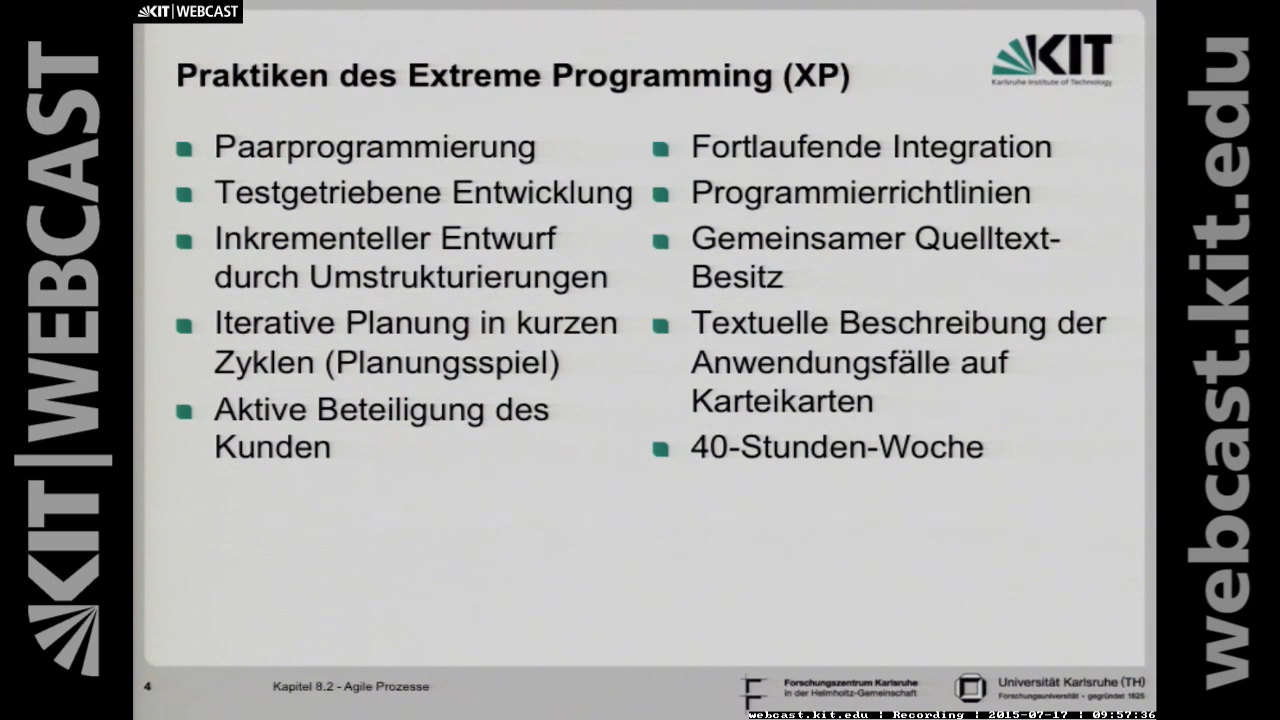 KIT | WEBCAST
KIT
Karlsruhe Institute of Technology
Praktiken des Extreme Programming (XP)
Paarprogrammierung
Testgetriebene Entwicklung
Inkrementeller Entwurf
durch Umstrukturierungen
Iterative Planung in kurzen
Zyklen (Planungsspiel)
Aktive Beteiligung des
Kunden
Fortlaufende Integration
Programmierrichtlinien
Gemeinsamer Quelltext-
Besitz
Textuelle Beschreibung der
Anwendungsfälle auf
Karteikarten
40-Stunden-Woche
4
Kapitel 8.2 - Agile Prozesse
Forschungszentrum Karlsruhe
in der Helmholtz-Gemeinschaft
Universität Karlsruhe (TH)
Forschungsuniversität • gegründet 1825
webcast.kit.edu | Recording | 2015-07-17 | 09:57:36
KIT | WEBCAST
webcast.kit.edu